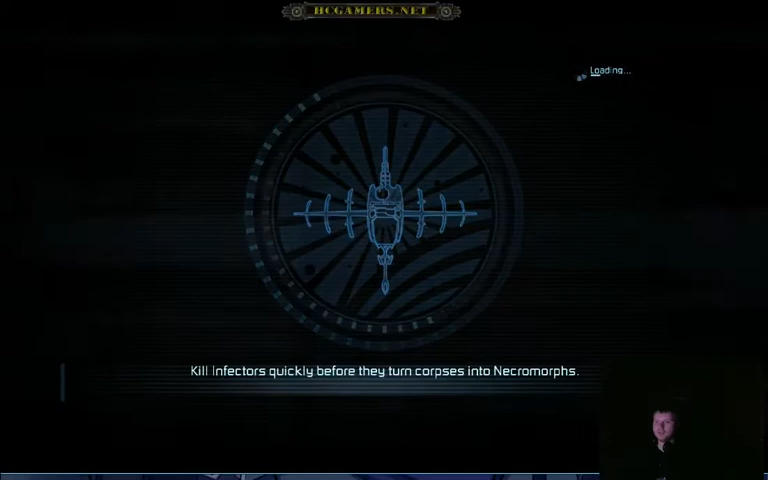 HCGAMERS.NET
Loading...
Kill Infectors quickly before they turn corpses into Necromorphs.